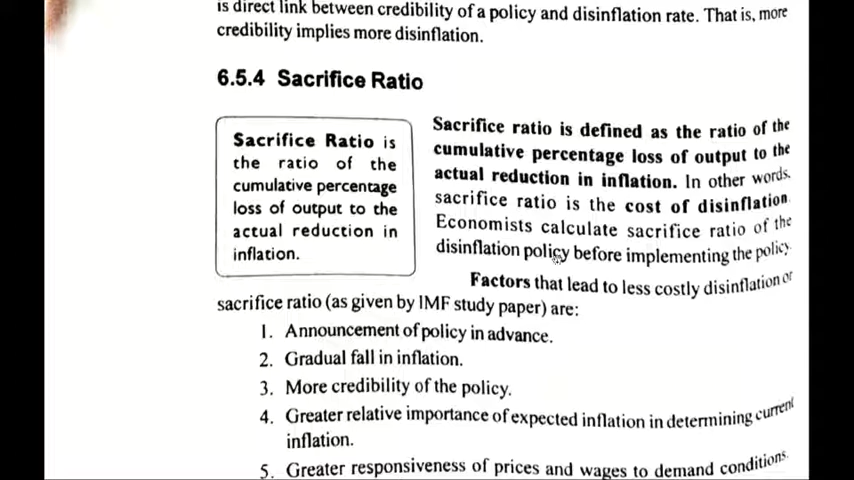 is direct link between credibility of a policy and disinflation rate. That is, more
credibility implies more disinflation.
6.5.4 Sacrifice Ratio
Sacrifice Ratio is
the ratio of the
cumulative percentage
loss of output to the
actual reduction in
inflation.
Sacrifice ratio is defined as the ratio of the
cumulative percentage loss of output to the
actual reduction in inflation. In other words,
sacrifice ratio is the cost of disinflation.
Economists calculate sacrifice ratio of the
disinflation policy before implementing the policy.
Factors that lead to less costly disinflation or
sacrifice ratio (as given by IMF study paper) are:
1. Announcement of policy in advance.
2. Gradual fall in inflation.
3. More credibility of the policy.
4. Greater relative importance of expected inflation in determining current
inflation.
5. Greater responsiveness of prices and wages to demand conditions.